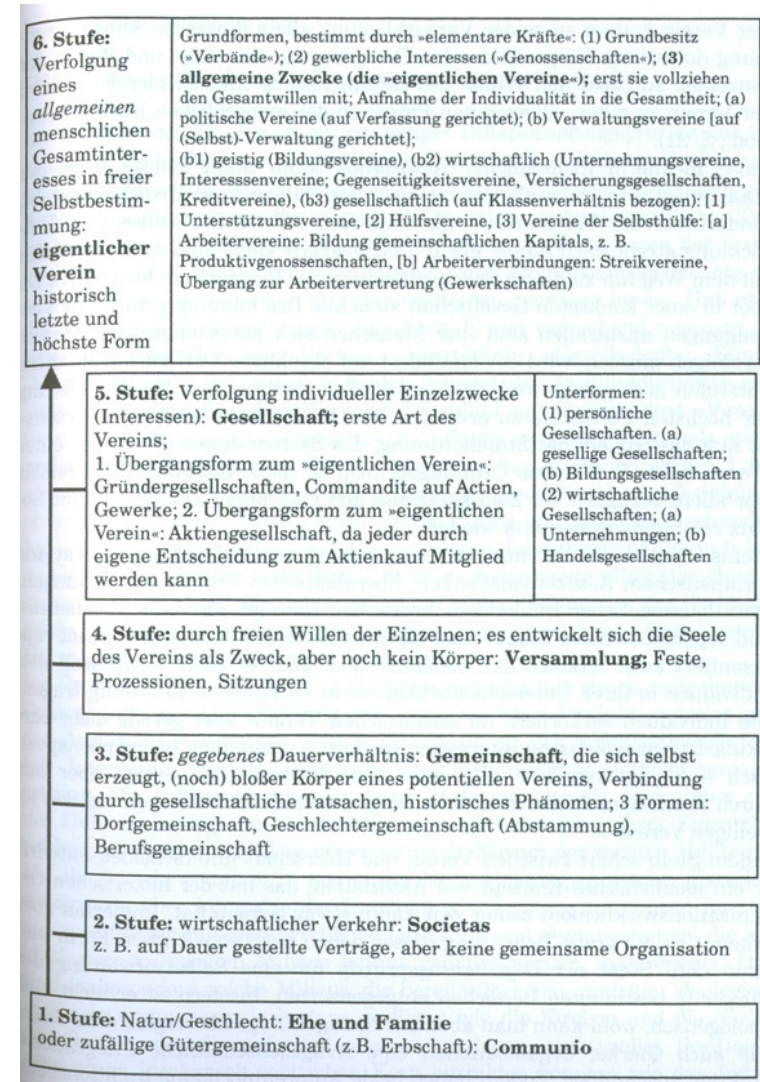 6. Stufe:
Verfolgung
eines
allgemeinen
menschlichen
Gesamtinter-
esses in freier
Selbstbestim-
mung:
eigentlicher
Verein
historisch
letzte und
höchste Form
Grundformen, bestimmt durch »elementare Kräfte«: (1) Grundbesitz
(»Verbände«); (2) gewerbliche Interessen (»Genossenschaften«); (3)
allgemeine Zwecke (die »eigentlichen Vereine«); erst sie vollziehen
den Gesamtwillen mit; Aufnahme der Individualität in die Gesamtheit; (a)
politische Vereine (auf Verfassung gerichtet); (b) Verwaltungsvereine [auf
(Selbst)-Verwaltung gerichtet];
(b1) geistig (Bildungsvereine), (b2) wirtschaftlich (Unternehmungsvereine,
Interesssenvereine; Gegenseitigkeitsvereine, Versicherungsgesellschaften,
Kreditvereine), (b3) gesellschaftlich (auf Klassenverhältnis bezogen): [1]
Unterstützungsvereine, [2] Hülfsvereine, [3] Vereine der Selbsthülfe: [a]
Arbeitervereine: Bildung gemeinschaftlichen Kapitals, z. B.
Produktivgenossenschaften, [b] Arbeiterverbindungen: Streikvereine,
Übergang zur Arbeitervertretung (Gewerkschaften)
5. Stufe: Verfolgung individueller Einzelzwecke
(Interessen): Gesellschaft; erste Art des
Vereins;
1. Übergangsform zum »eigentlichen Verein«:
Gründergesellschaften, Commandite auf Actien,
Gewerke; 2. Übergangsform zum »eigentlichen
Verein«: Aktiengesellschaft, da jeder durch
eigene Entscheidung zum Aktienkauf Mitglied
werden kann
Unterformen:
(1) persönliche
Gesellschaften. (a)
gesellige Gesellschaften;
(b) Bildungsgesellschaften
(2) wirtschaftliche
Gesellschaften; (a)
Unternehmungen; (b)
Handelsgesellschaften
4. Stufe: durch freien Willen der Einzelnen; es entwickelt sich die Seele
des Vereins als Zweck, aber noch kein Körper: Versammlung; Feste,
Prozessionen, Sitzungen
3. Stufe: gegebenes Dauerverhältnis: Gemeinschaft, die sich selbst
erzeugt, (noch) bloßer Körper eines potentiellen Vereins Verbindung
durch gesellschaftliche Tatsachen, historisches Phänomen; 3 Formen:
Dorfgemeinschaft, Geschlechtergemeinschaft (Abstammung),
Berufsgemeinschaft
2. Stufe: wirtschaftlicher Verkehr: Societas
z. B. auf Dauer gestellte Verträge, aber keine gemeinsame Organisation
1. Stufe: Natur/Geschlecht: Ehe und Familie
oder zufällige Gütergemeinschaft (z.B. Erbschaft): Communio